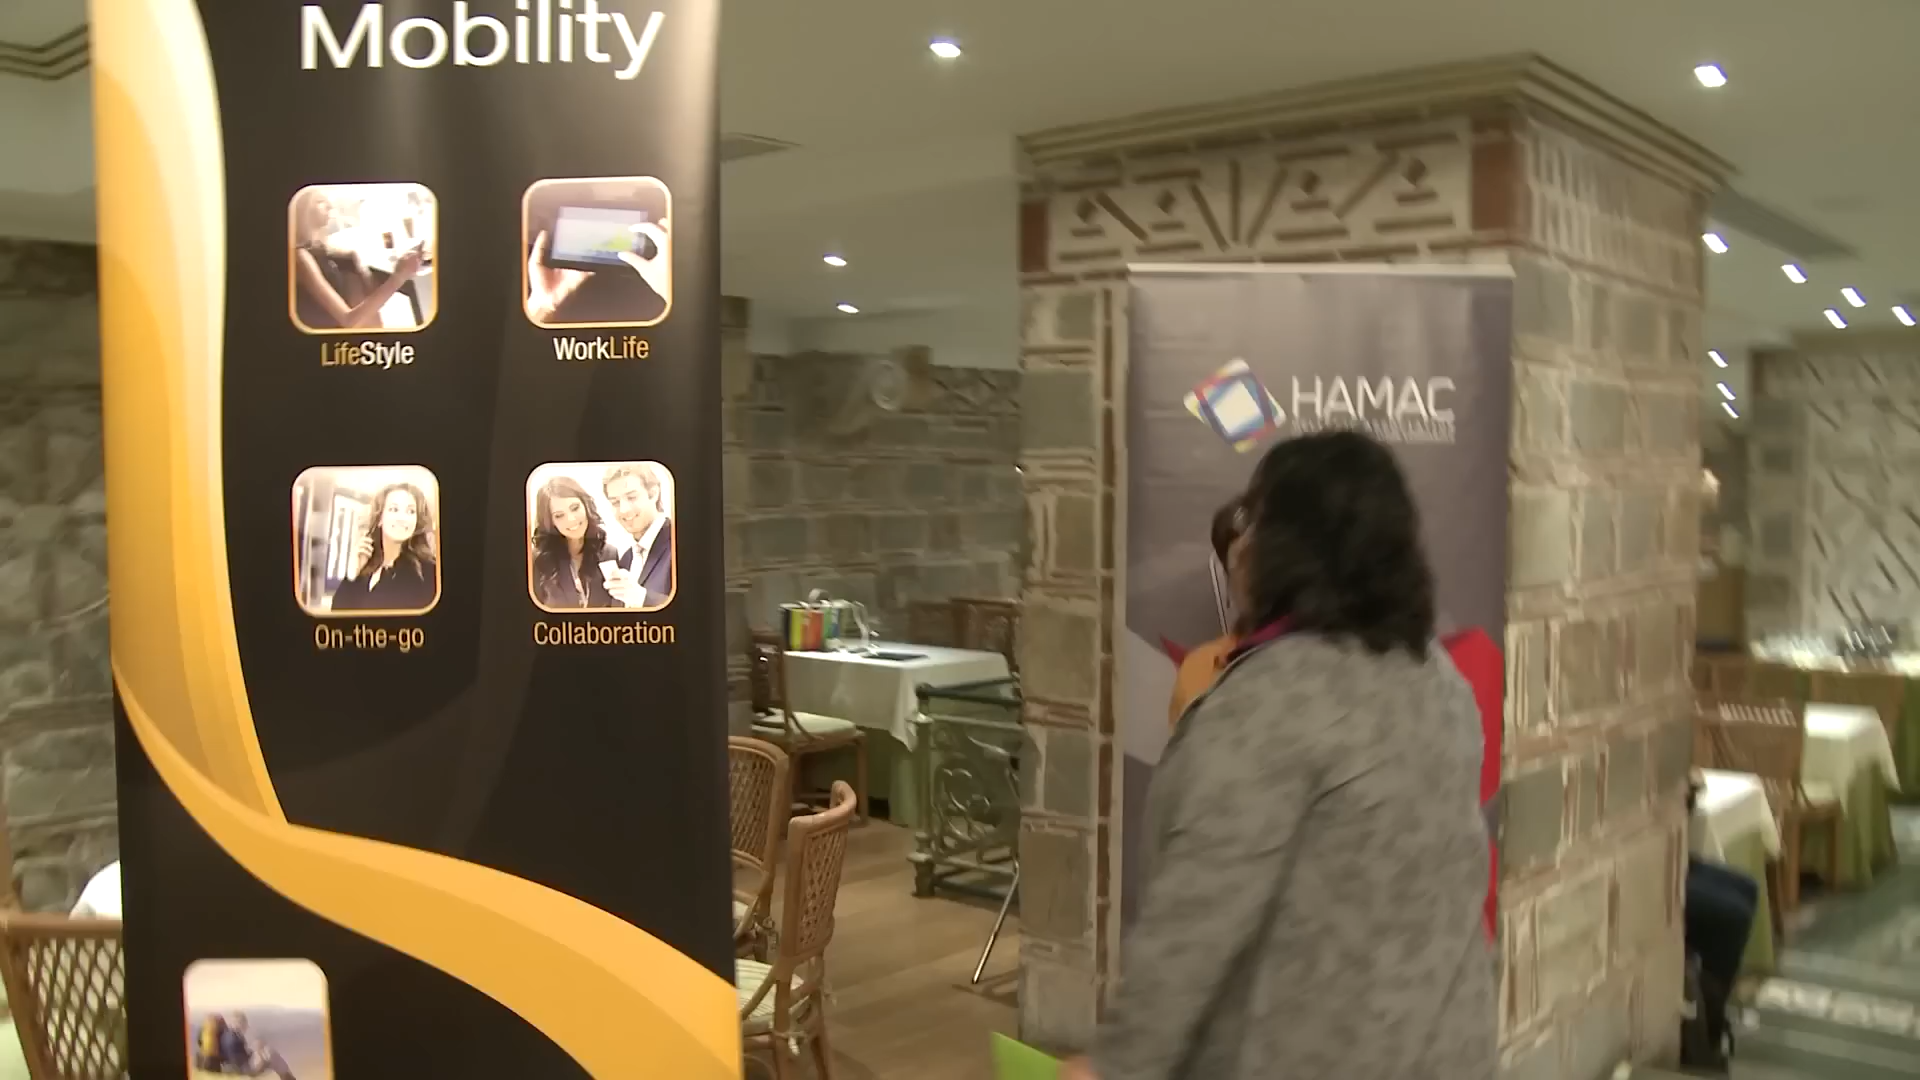 Mobility
LifeStyle
WorkLife
On-the-go
Collaboration
HAMAC